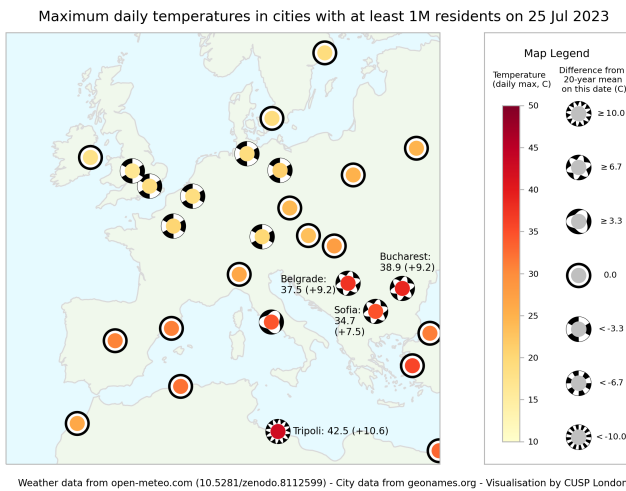 Maximum daily temperatures in cities with at least 1M residents on 25 Jul 2023
Map Legend
Temperature
(daily max, C)
Difference from
20-year mean
on this date (C)
50
45
40
35
30
25
20
15
10
≥ 10.0
≥ 6.7
≥ 3.3
0.0
< -3.3
< -6.7
< -10.0
Bucharest:
38.9 (+9.2)
Belgrade:
37.5 (+9.2)
Sofia:
34.7
(+7.5)
Tripoli: 42.5 (+10.6)
Weather data from open-meteo.com (10.5281/zenodo.8112599) - City data from geonames.org - Visualisation by CUSP London